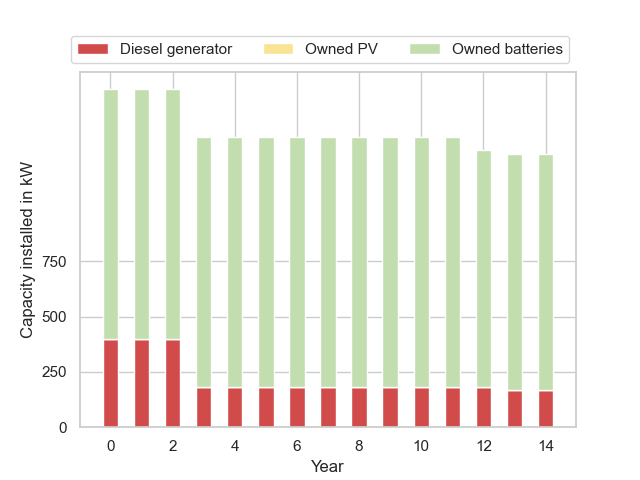 Diesel generator Owned PV Owned batteries
Capacity installed in kW
750
500
250
0
0 2 4 6 8 10 12 14
Year